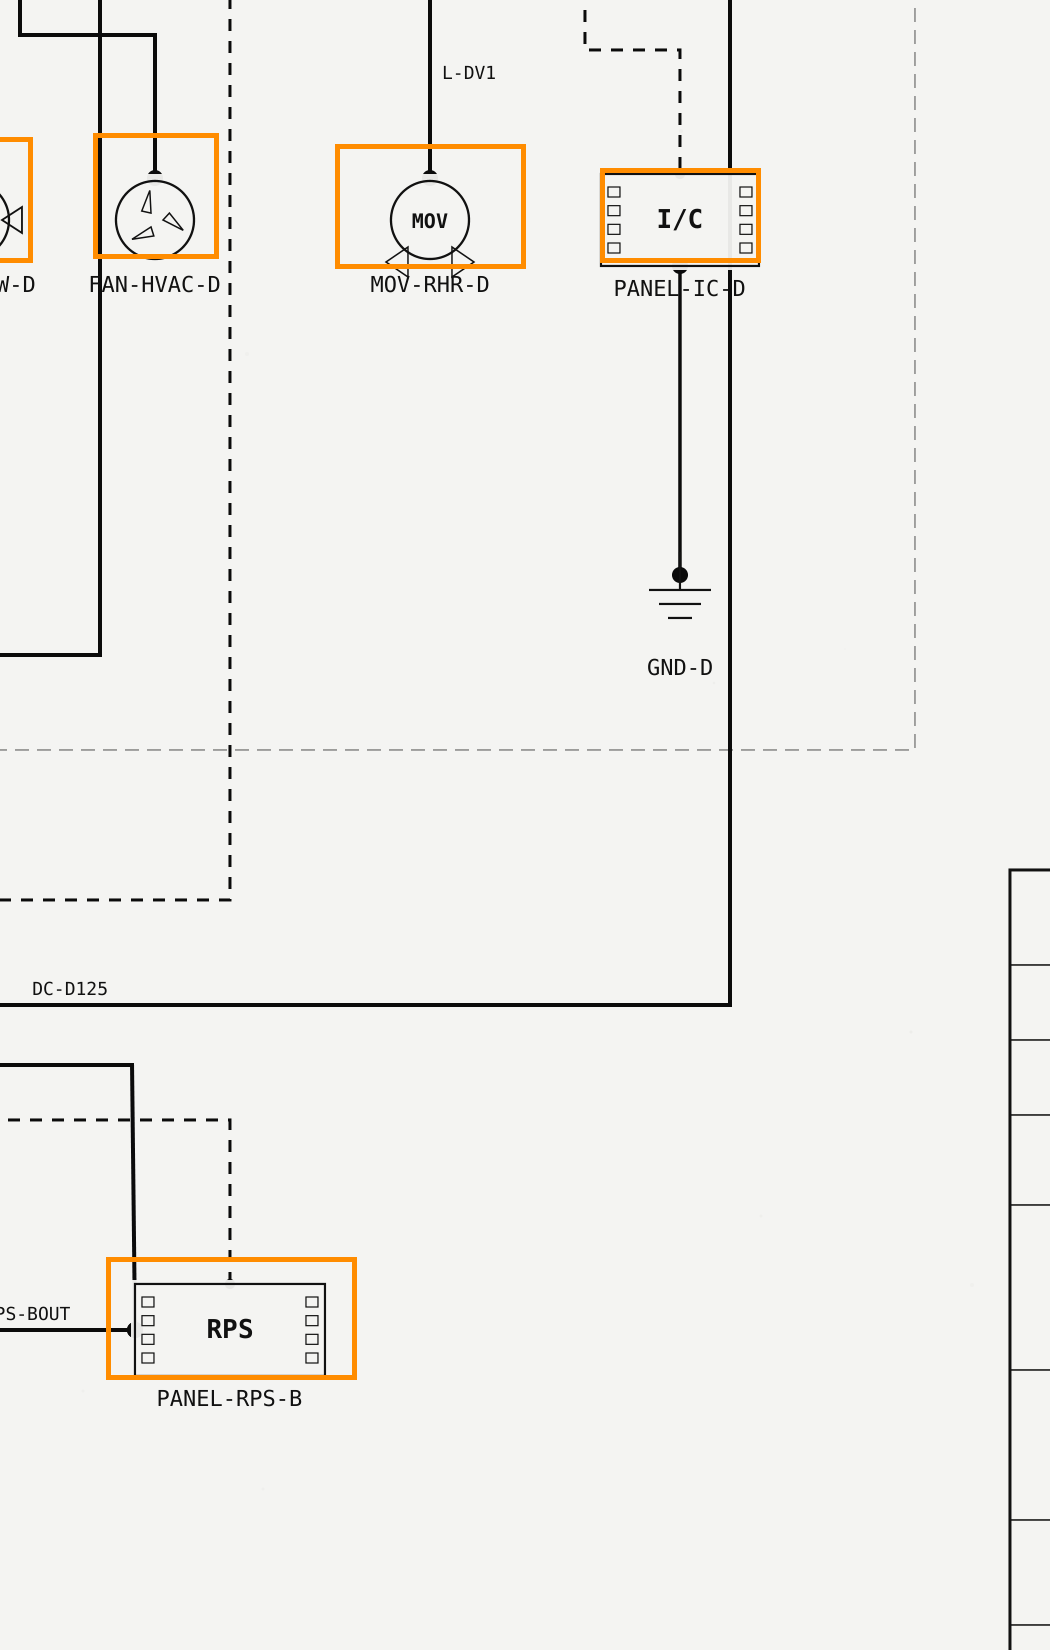 L-DV1
MOV
I/C
W-D
FAN-HVAC-D
MOV-RHR-D
PANEL-IC-D
GND-D
DC-D125
PS-BOUT
RPS
PANEL-RPS-B